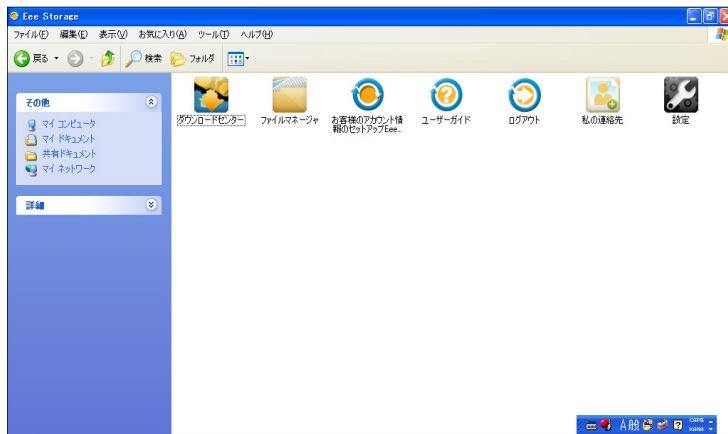 Eee Storage
ファイル(F) 編集(E) 表示(V) お気に入り(A) ツール(T) ヘルプ(H)
戻る 検索 フォルダ
その他
マイ コンピュータ
マイ ドキュメント
共有ドキュメント
マイ ネットワーク
詳細
ダウンロードセンター
ファイルマネージャ
お客様のアカウント情
報のセットアップEee...
ユーザーガイド
ログアウト
私の連絡先
設定
A 般 CAPS
KANA